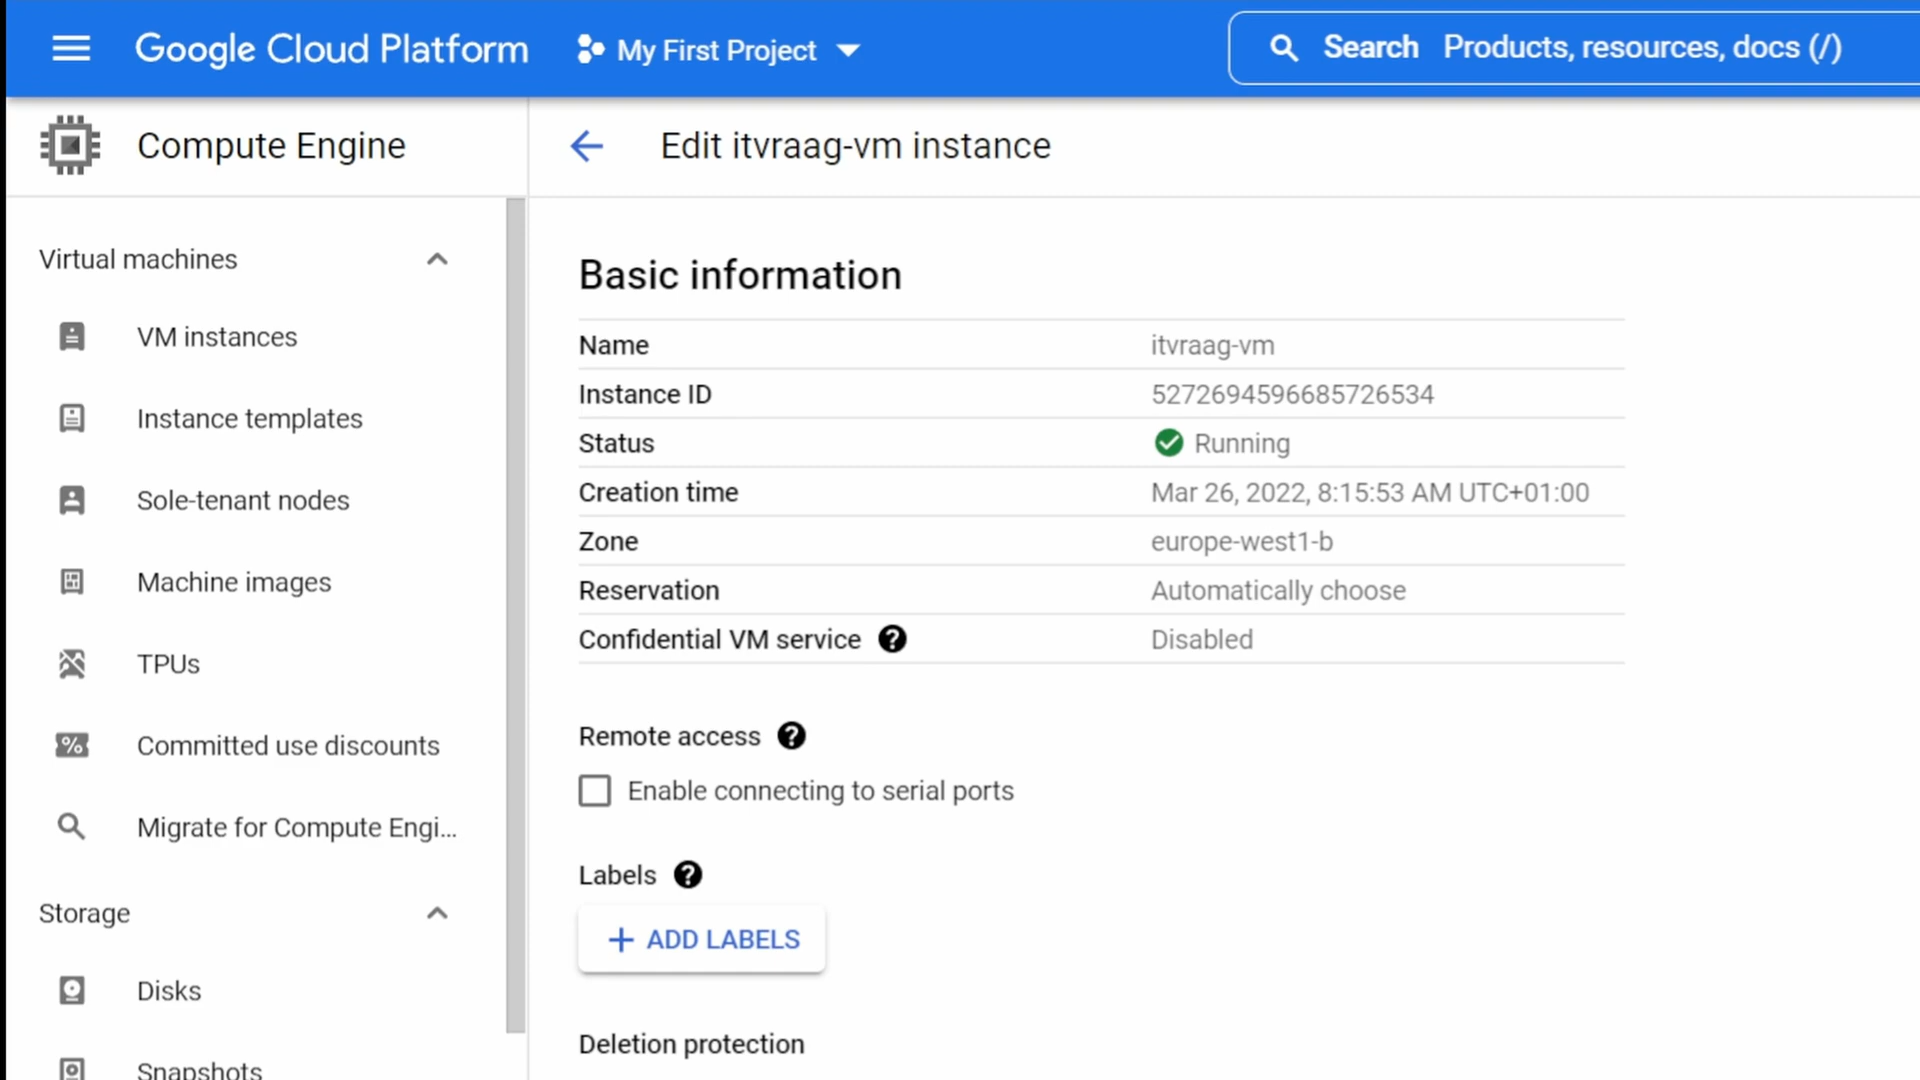 Google Cloud Platform
My First Project
Search Products, resources, docs (/)
Compute Engine
Edit itvraag-vm instance
Virtual machines
VM instances
Instance templates
Sole-tenant nodes
Machine images
TPUs
Committed use discounts
Migrate for Compute Engi...
Storage
Disks
Snapshots
Basic information
Name itvraag-vm
Instance ID 5272694596685726534
Status Running
Creation time Mar 26, 2022, 8:15:53 AM UTC+01:00
Zone europe-west1-b
Reservation Automatically choose
Confidential VM service ? Disabled
Remote access ?
Enable connecting to serial ports
Labels ?
+ ADD LABELS
Deletion protection